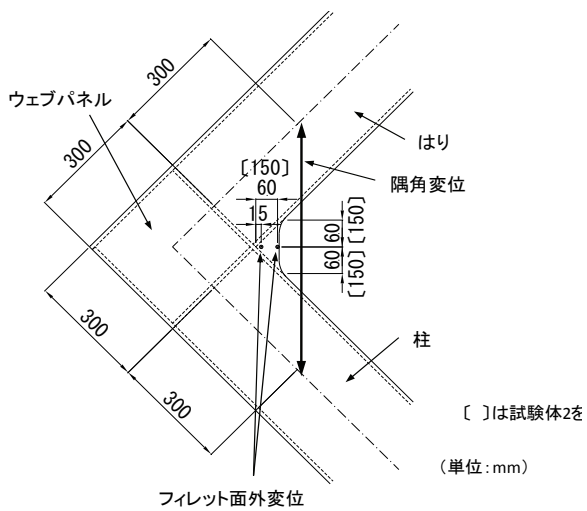 300
300
ウェブパネル
はり
〔150〕
60
隅角変位
15
60
〔150〕
60
〔150〕
300
300
柱
〔 〕は試験体2を
(単位:mm)
フィレット面外変位